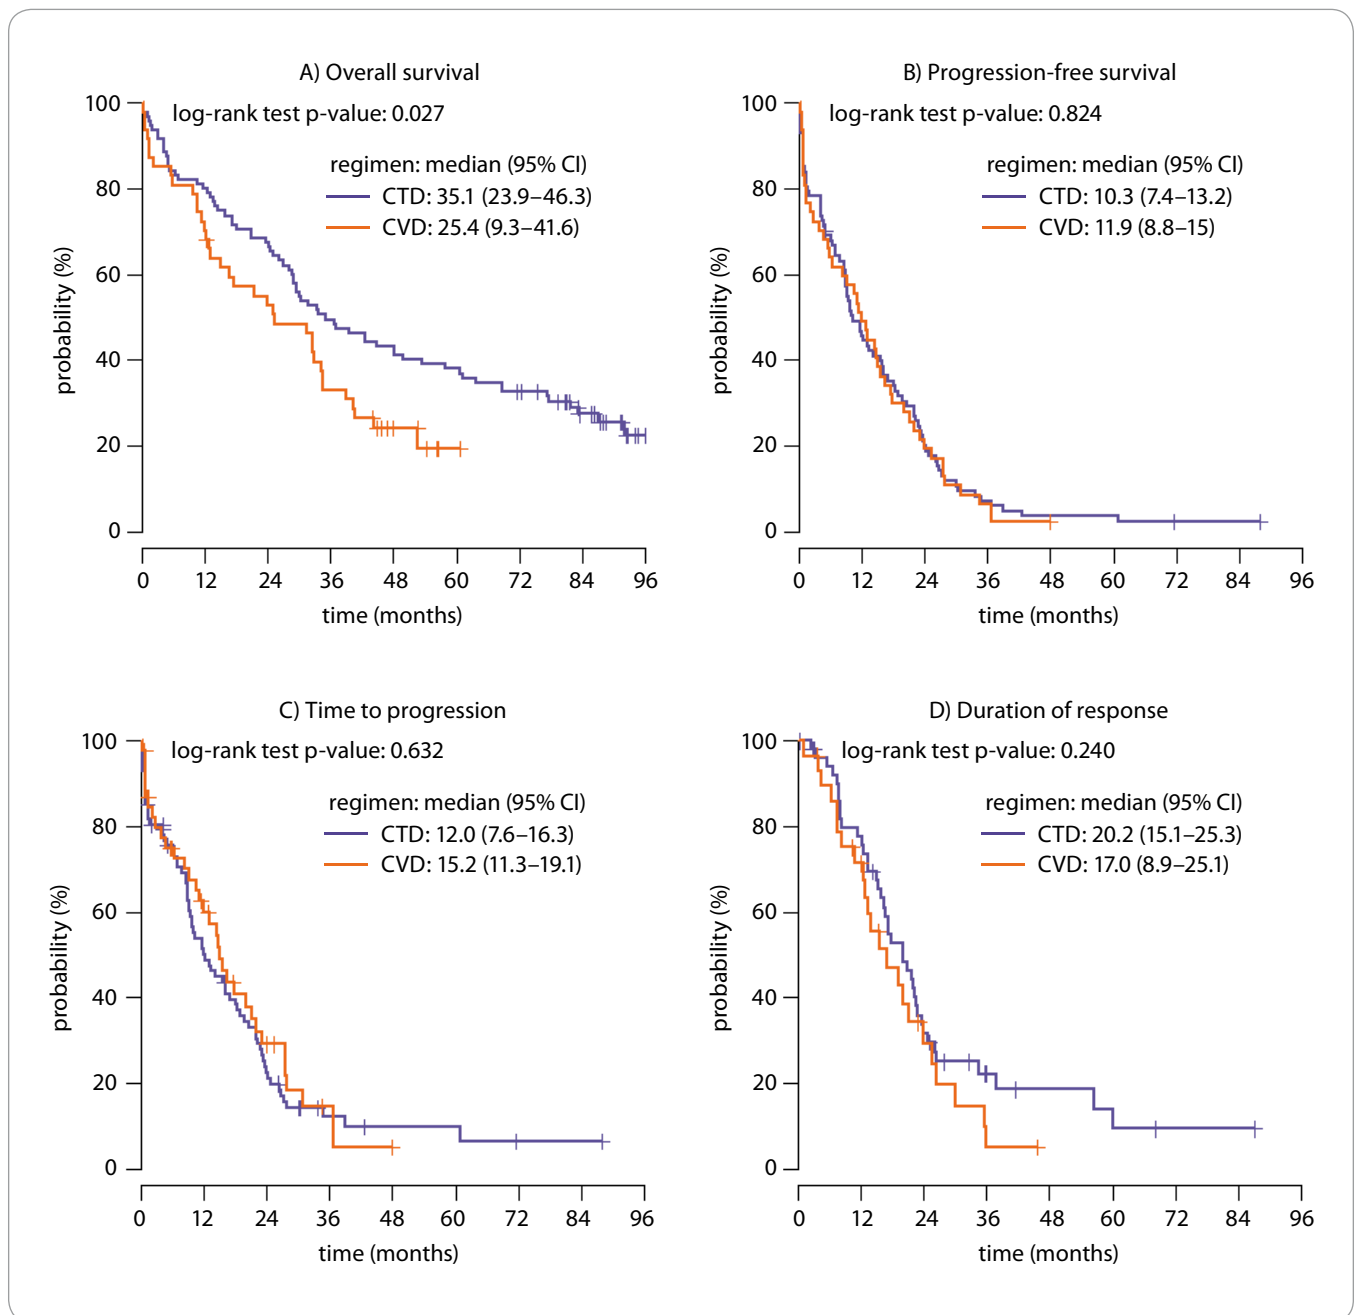 A) Overall survival
log-rank test p-value: 0.027
regimen: median (95% CI)
CTD: 35.1 (23.9–46.3)
CVD: 25.4 (9.3–41.6)
probability (%)
100
80
60
40
20
0
0 12 24 36 48 60 72 84 96
time (months)
B) Progression-free survival
log-rank test p-value: 0.824
regimen: median (95% CI)
CTD: 10.3 (7.4–13.2)
CVD: 11.9 (8.8–15)
probability (%)
100
80
60
40
20
0
0 12 24 36 48 60 72 84 96
time (months)
C) Time to progression
log-rank test p-value: 0.632
regimen: median (95% CI)
CTD: 12.0 (7.6–16.3)
CVD: 15.2 (11.3–19.1)
probability (%)
100
80
60
40
20
0
0 12 24 36 48 60 72 84 96
time (months)
D) Duration of response
log-rank test p-value: 0.240
regimen: median (95% CI)
CTD: 20.2 (15.1–25.3)
CVD: 17.0 (8.9–25.1)
probability (%)
100
80
60
40
20
0
0 12 24 36 48 60 72 84 96
time (months)